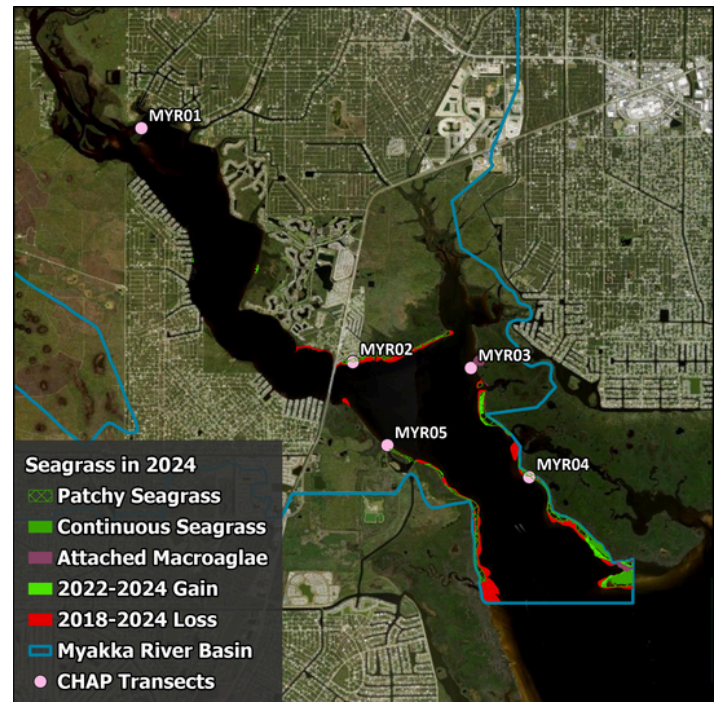 MYR01
MYR02
MYR03
MYR05
MYR04
Seagrass in 2024
Patchy Seagrass
Continuous Seagrass
Attached Macroaglae
2022-2024 Gain
2018-2024 Loss
Myakka River Basin
CHAP Transects